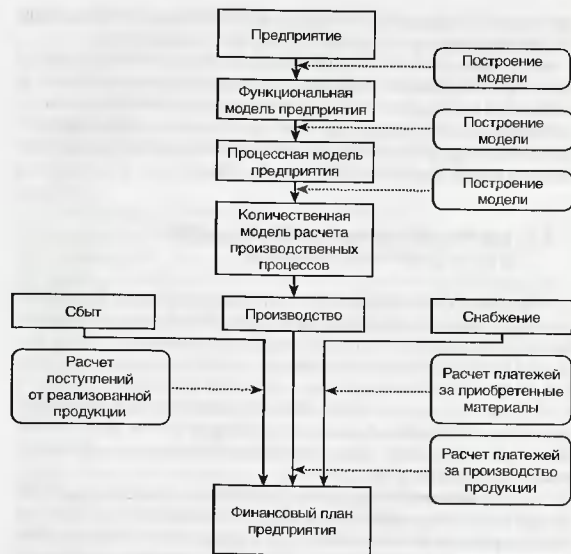 Предприятие
Построение
модели
Функциональная
модель предприятия
Построение
модели
Процессная модель
предприятия
Построение
модели
Количественная
модель расчета
производственных
процессов
Сбыт
Производство
Снабжение
Расчет
поступлений
от реализованной
продукции
Расчет платежей
за приобретенные
материалы
Расчет платежей
за производство
продукции
Финансовый план
предприятия